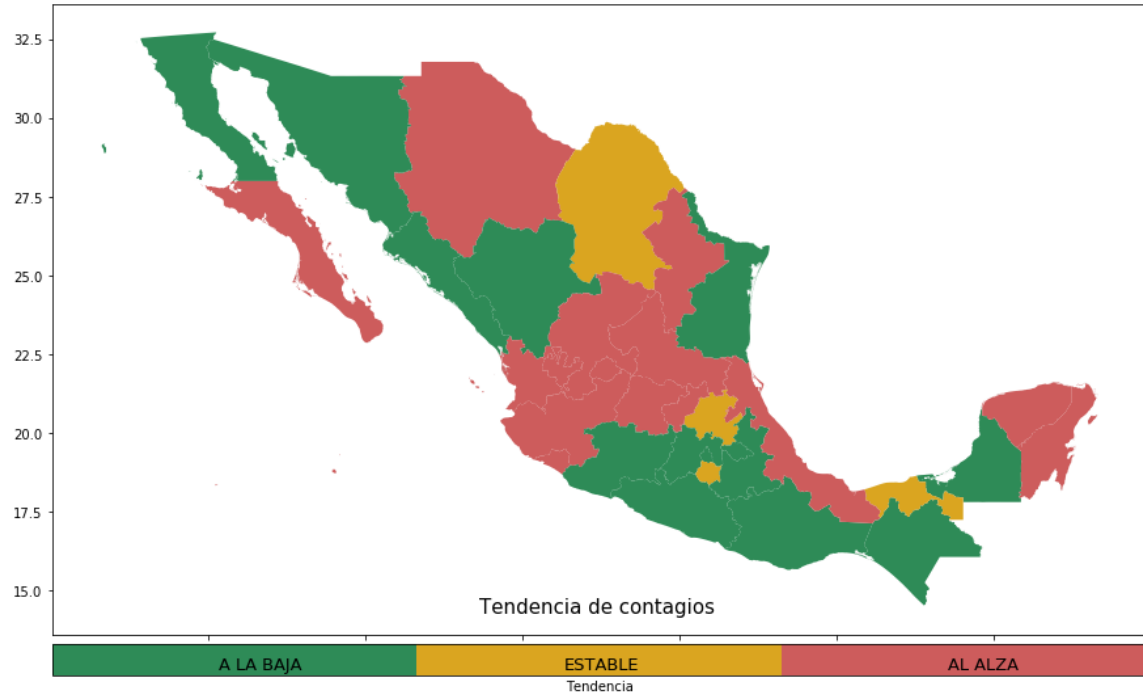 32.5
30.0
27.5
25.0
22.5
20.0
17.5
15.0
Tendencia de contagios
A LA BAJA ESTABLE AL ALZA
Tendencia